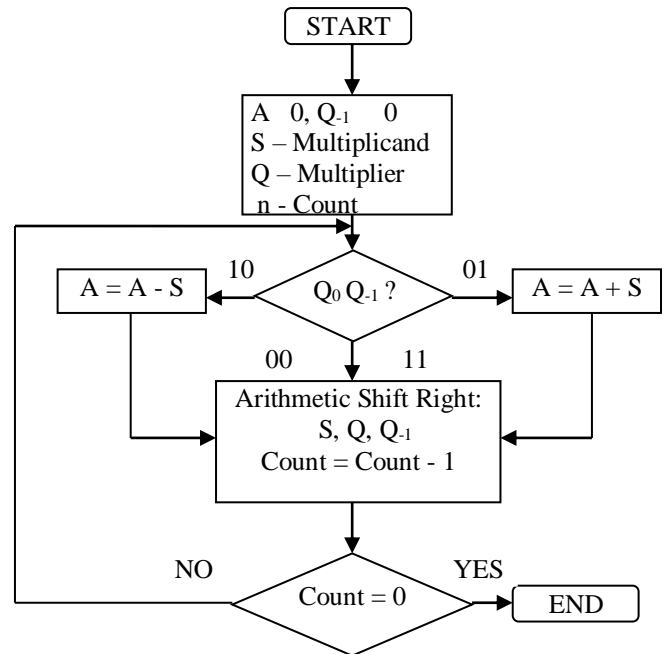 START
A 0, Q-1 0
S – Multiplicand
Q – Multiplier
n - Count
10
01
A = A - S
Q0 Q-1 ?
A = A + S
00
11
Arithmetic Shift Right:
S, Q, Q-1
Count = Count - 1
NO
YES
Count = 0
END